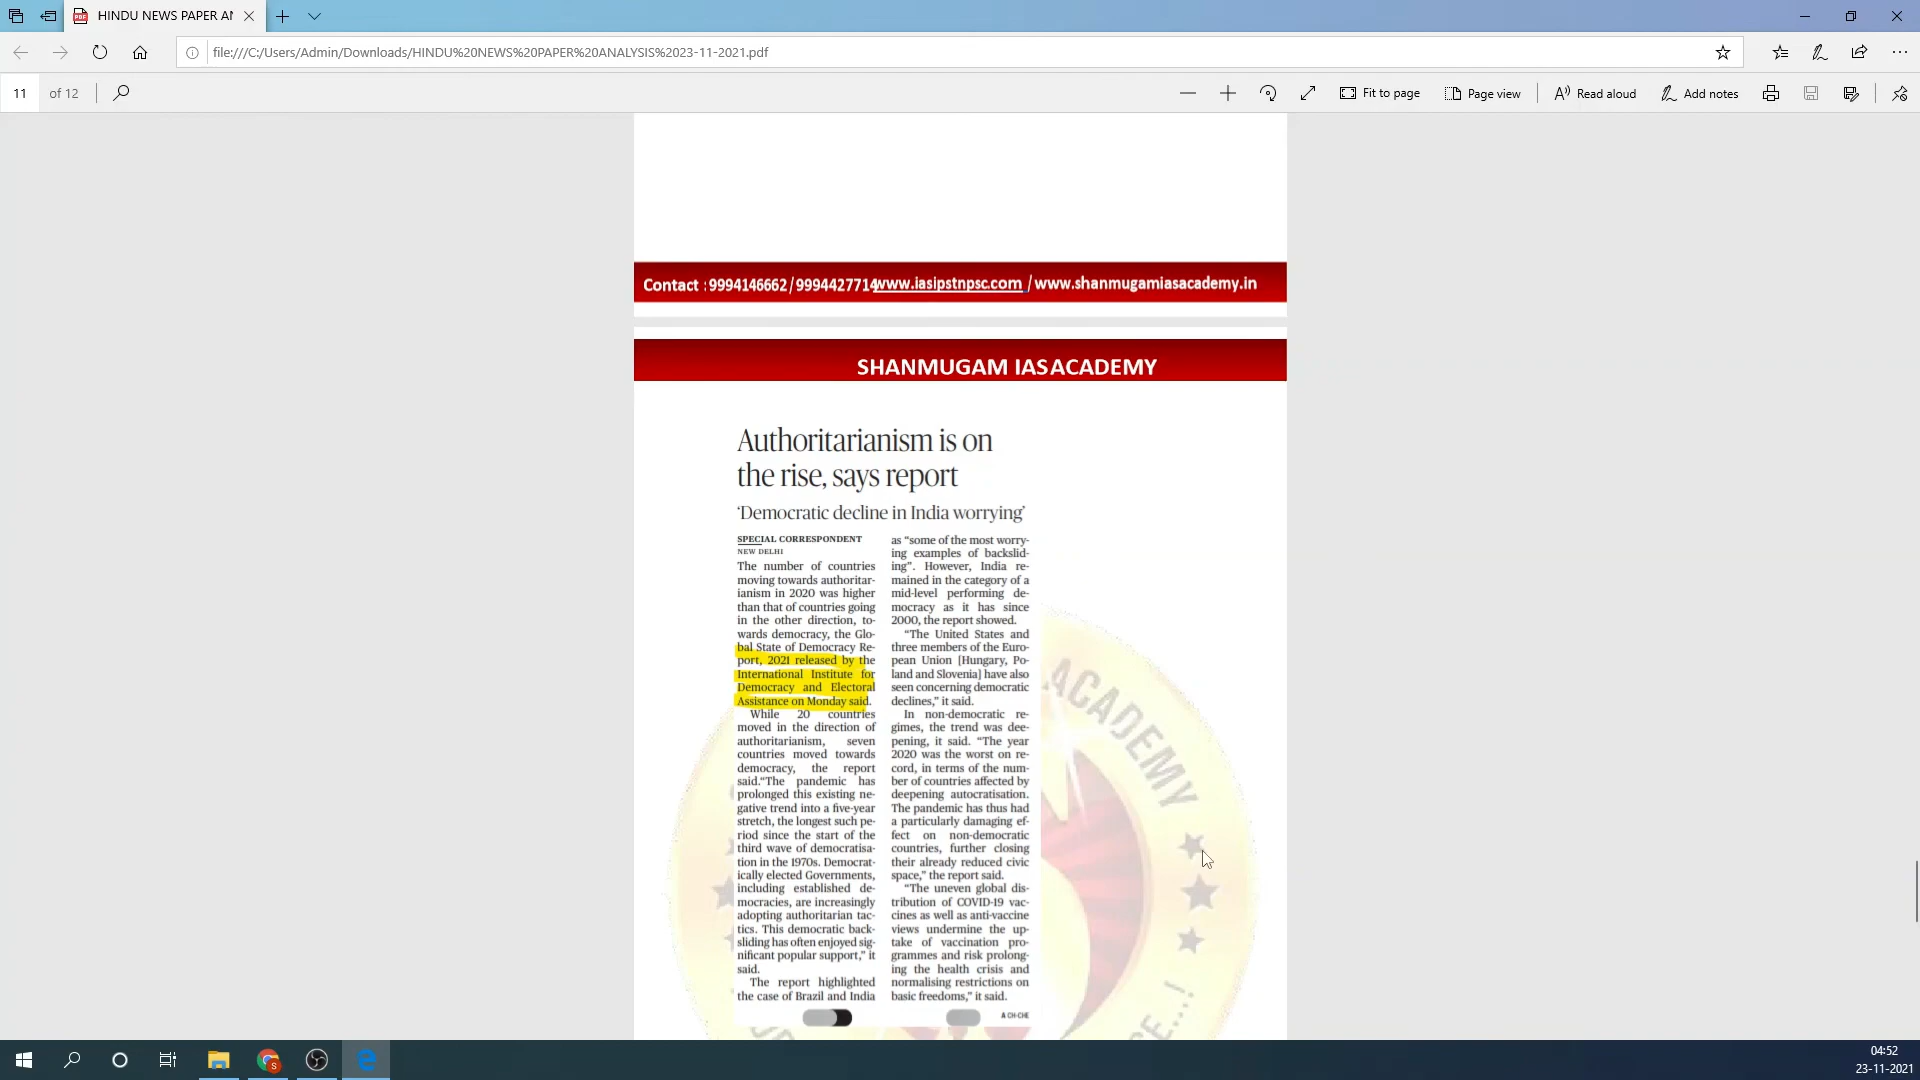 HINDU NEWS PAPER AN
file:///C:/Users/Admin/Downloads/HINDU%20NEWS%20PAPER%20ANALYSIS%2023-11-2021.pdf
11 of 12
Fit to page
Page view
Read aloud
Add notes
Contact : 9994146662 / 9994427714 www.iasipstnpsc.com / www.shanmugamiasacademy.in
SHANMUGAM IAS ACADEMY
Authoritarianism is on
the rise, says report
‘Democratic decline in India worrying’
SPECIAL CORRESPONDENT
NEW DELHI
The number of countries
moving towards authoritar-
ianism in 2020 was higher
than that of countries going
in the other direction, to-
wards democracy, the Glo-
bal State of Democracy Re-
port, 2021 released by the
International Institute for
Democracy and Electoral
Assistance on Monday said.
While 20 countries
moved in the direction of
authoritarianism, seven
countries moved towards
democracy, the report
said.“The pandemic has
prolonged this existing ne-
gative trend into a five-year
stretch, the longest such pe-
riod since the start of the
third wave of democratisa-
tion in the 1970s. Democrat-
ically elected Governments,
including established de-
mocracies, are increasingly
adopting authoritarian tac-
tics. This democratic back-
sliding has often enjoyed sig-
nificant popular support,” it
said.
The report highlighted
the case of Brazil and India
as “some of the most worry-
ing examples of backslid-
ing”. However, India re-
mained in the category of a
mid-level performing de-
mocracy as it has since
2000, the report showed.
“The United States and
three members of the Euro-
pean Union [Hungary, Po-
land and Slovenia] have also
seen concerning democratic
declines,” it said.
In non-democratic re-
gimes, the trend was dee-
pening, it said. “The year
2020 was the worst on re-
cord, in terms of the num-
ber of countries affected by
deepening autocratisation.
The pandemic has thus had
a particularly damaging ef-
fect on non-democratic
countries, further closing
their already reduced civic
space,” the report said.
“The uneven global dis-
tribution of COVID-19 vac-
cines as well as anti-vaccine
views undermine the up-
take of vaccination pro-
grammes and risk prolong-
ing the health crisis and
normalising restrictions on
basic freedoms,” it said.
A CH-CHE
ACADEMY
04:52
23-11-2021